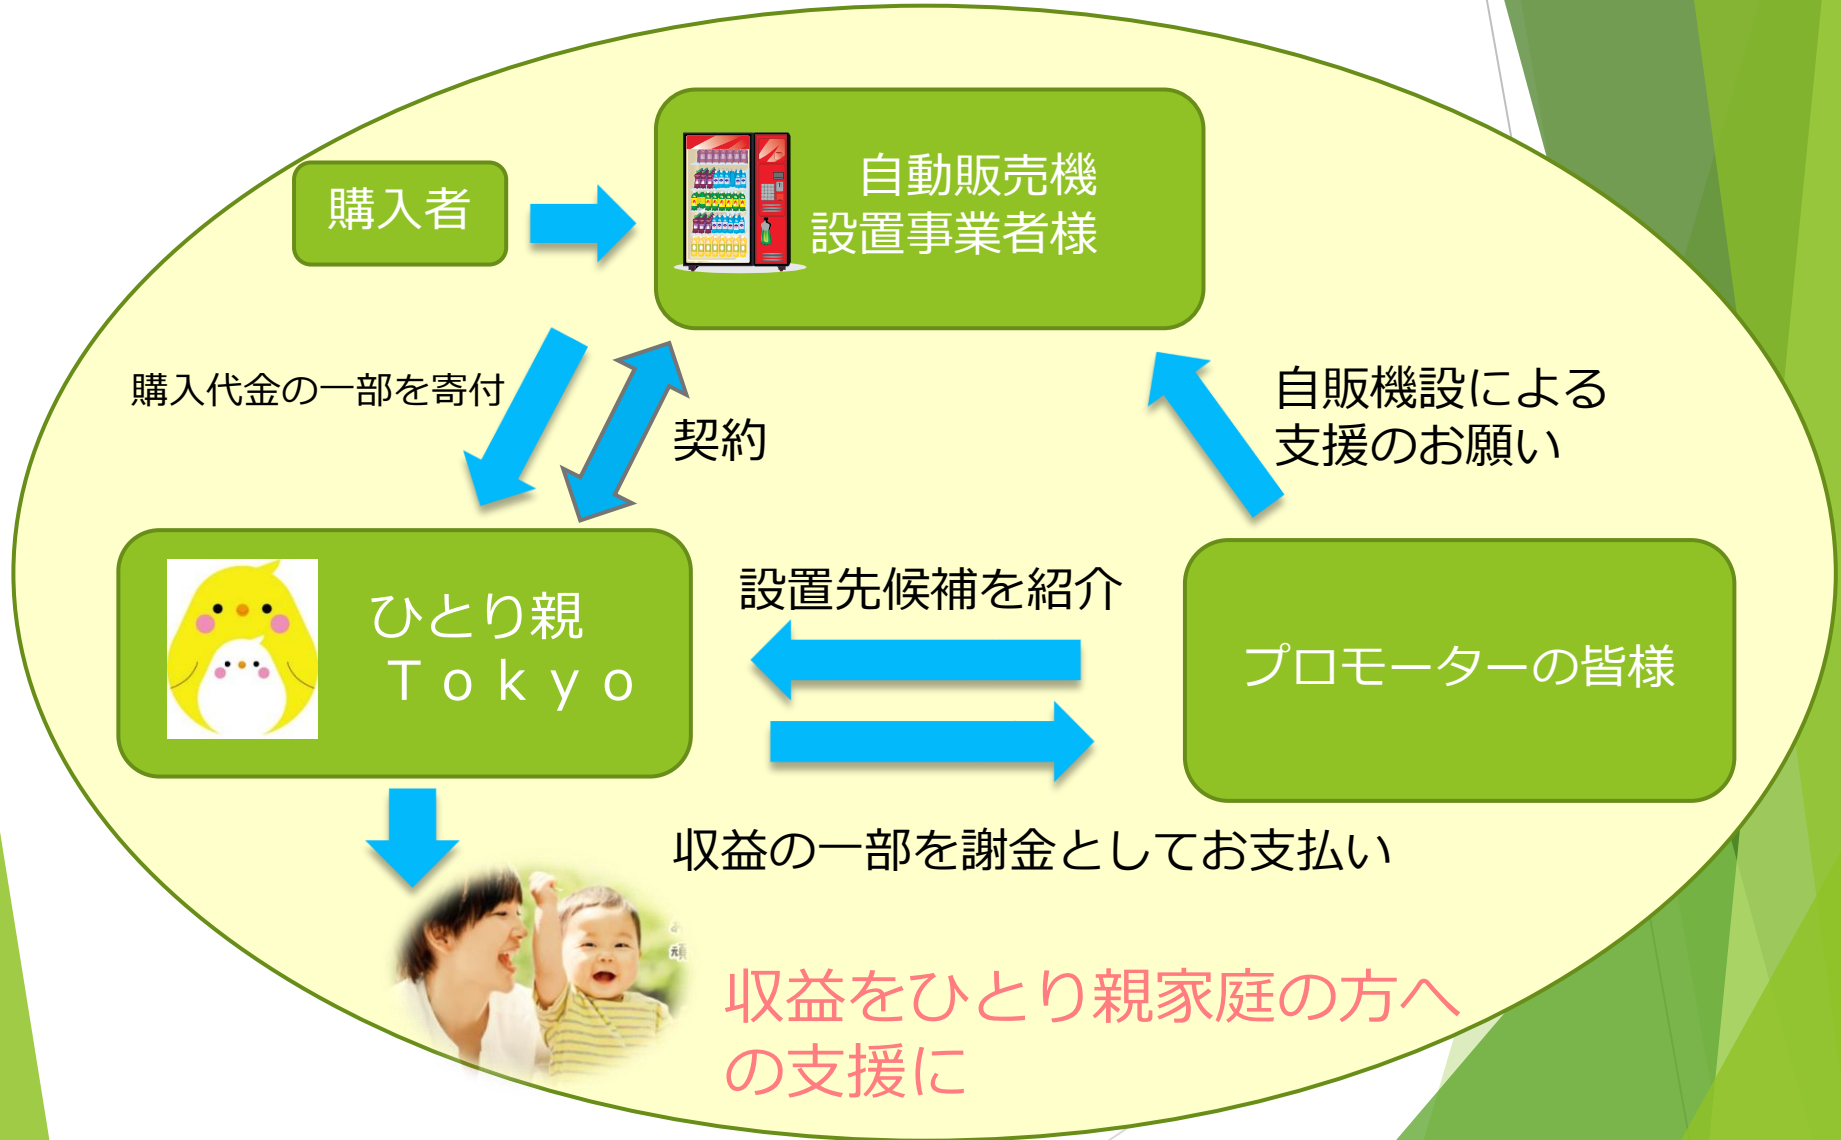 購入者
自動販売機
設置事業者様
購入代金の一部を寄付
契約
自販機設による
支援のお願い
ひとり親
Ｔｏｋｙｏ
設置先候補を紹介
プロモーターの皆様
収益の一部を謝金としてお支払い
収益をひとり親家庭の方へ
の支援に